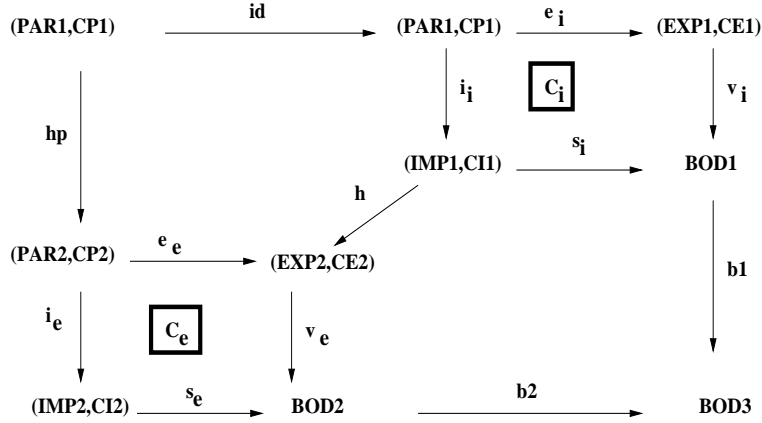 (PAR1,CP1) id (PAR1,CP1) e i (EXP1,CE1)
hp i i C i v i
(IMP1,CI1) s i BOD1
h
(PAR2,CP2) e e (EXP2,CE2) b1
i e C e v e
(IMP2,CI2) s e BOD2 b2 BOD3